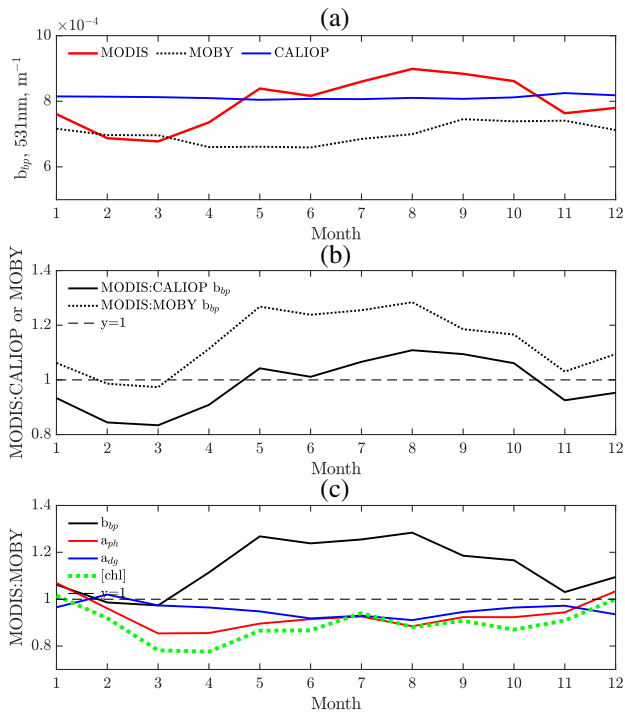 (a)
10 × 10⁻⁴
MODIS MOBY CALIOP
8
6
b_bp, 531nm, m⁻¹
1 2 3 4 5 6 7 8 9 10 11 12
Month
(b)
1.4
MODIS:CALIOP b_bp
MODIS:MOBY b_bp
y=1
1.2
1
0.8
MODIS:CALIOP or MOBY
1 2 3 4 5 6 7 8 9 10 11 12
Month
(c)
1.4
b_bp
a_ph
a_dg
[chl]
y=1
1.2
1
0.8
MODIS:MOBY
1 2 3 4 5 6 7 8 9 10 11 12
Month